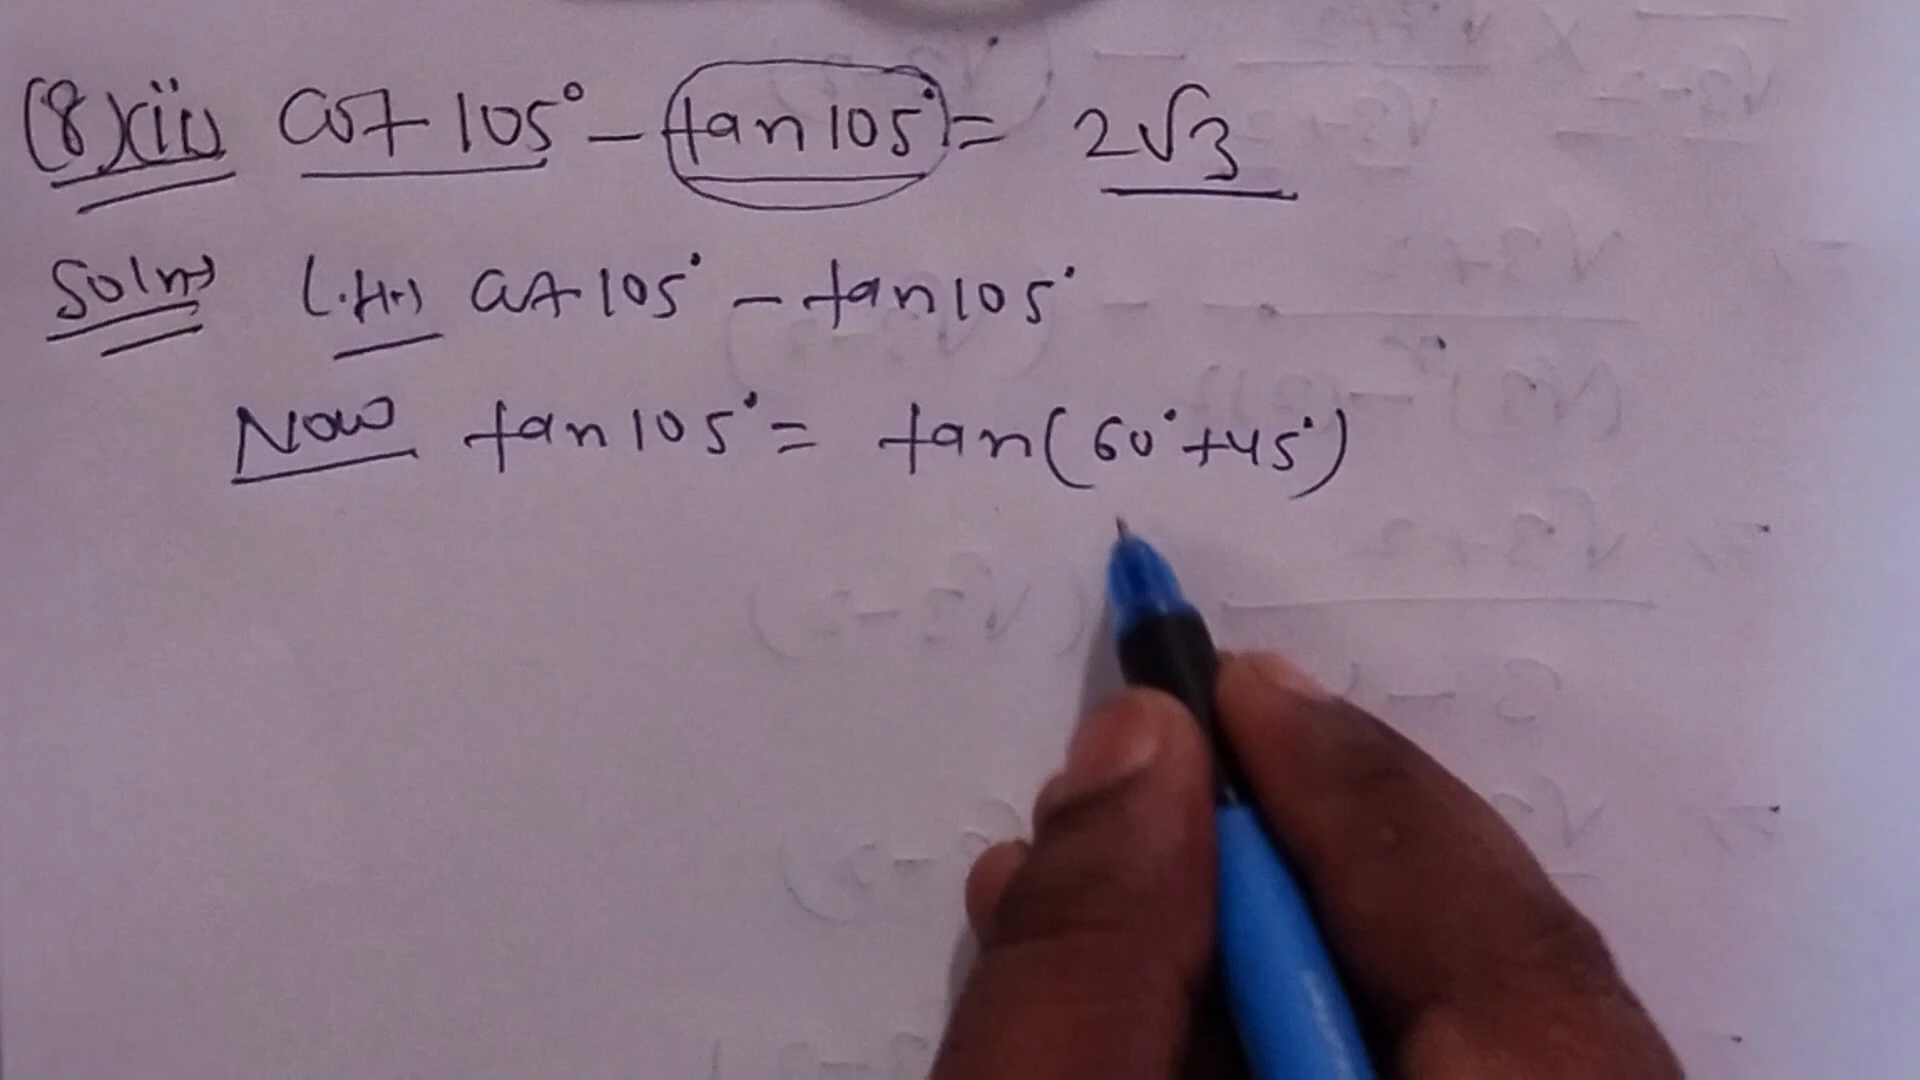 (8)(ii) cot 105° - tan 105° = 2√3
Soln→ L.H.S cot 105° - tan 105°
Now tan 105° = tan(60° + 45°)